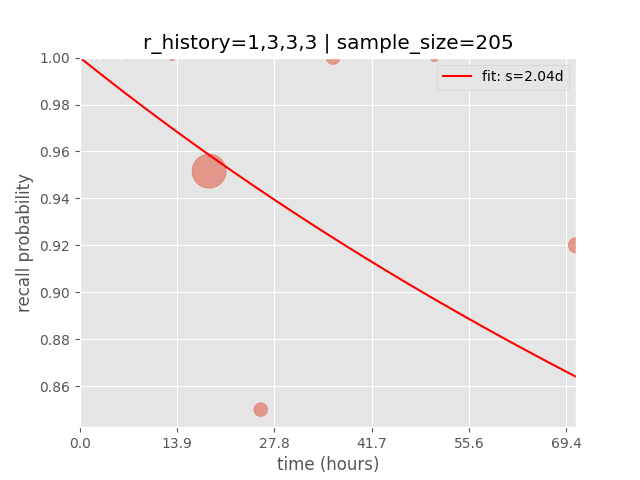 r_history=1,3,3,3 | sample_size=205
fit: s=2.04d
recall probability
1.00
0.98
0.96
0.94
0.92
0.90
0.88
0.86
0.0 13.9 27.8 41.7 55.6 69.4
time (hours)